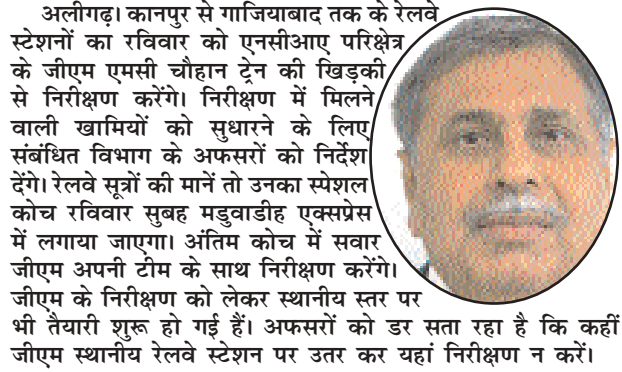 अलीगढ़। कानपुर से गाजियाबाद तक के रेलवे
स्टेशनों का रविवार को एनसीआए परिक्षेत्र
के जीएम एमसी चौहान ट्रेन की खिड़की
से निरीक्षण करेंगे। निरीक्षण में मिलने
वाली खामियों को सुधारने के लिए
संबंधित विभाग के अफसरों को निर्देश
देंगे। रेलवे सूत्रों की मानें तो उनका स्पेशल
कोच रविवार सुबह मडुवाडीह एक्सप्रेस
में लगाया जाएगा। अंतिम कोच में सवार
जीएम अपनी टीम के साथ निरीक्षण करेंगे।
जीएम के निरीक्षण को लेकर स्थानीय स्तर पर
भी तैयारी शुरू हो गई हैं। अफसरों को डर सता रहा है कि कहीं
जीएम स्थानीय रेलवे स्टेशन पर उतर कर यहां निरीक्षण न करें।